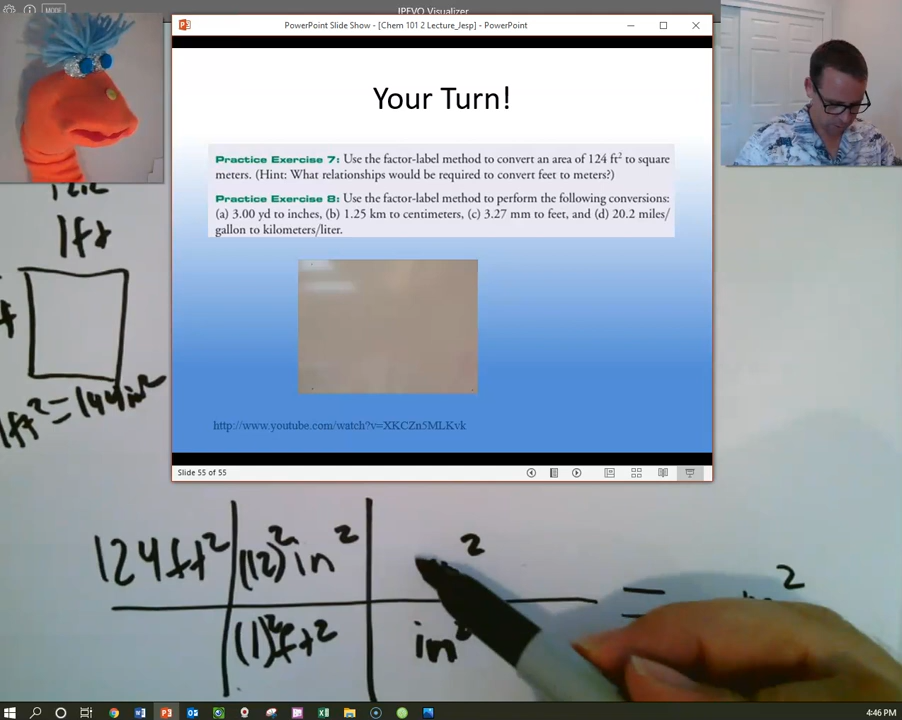 IPEVO Visualizer
MODE
PowerPoint Slide Show - [Chem 101 2 Lecture_Jesp] - PowerPoint
Your Turn!
Practice Exercise 7: Use the factor-label method to convert an area of 124 ft² to square
meters. (Hint: What relationships would be required to convert feet to meters?)
Practice Exercise 8: Use the factor-label method to perform the following conversions:
(a) 3.00 yd to inches, (b) 1.25 km to centimeters, (c) 3.27 mm to feet, and (d) 20.2 miles/
gallon to kilometers/liter.
http://www.youtube.com/watch?v=XKCZn5MLKvk
Slide 55 of 55
1ft
1ft² = 144in²
124ft² (12)²in² ² = ²
(1)²ft² in²
4:46 PM